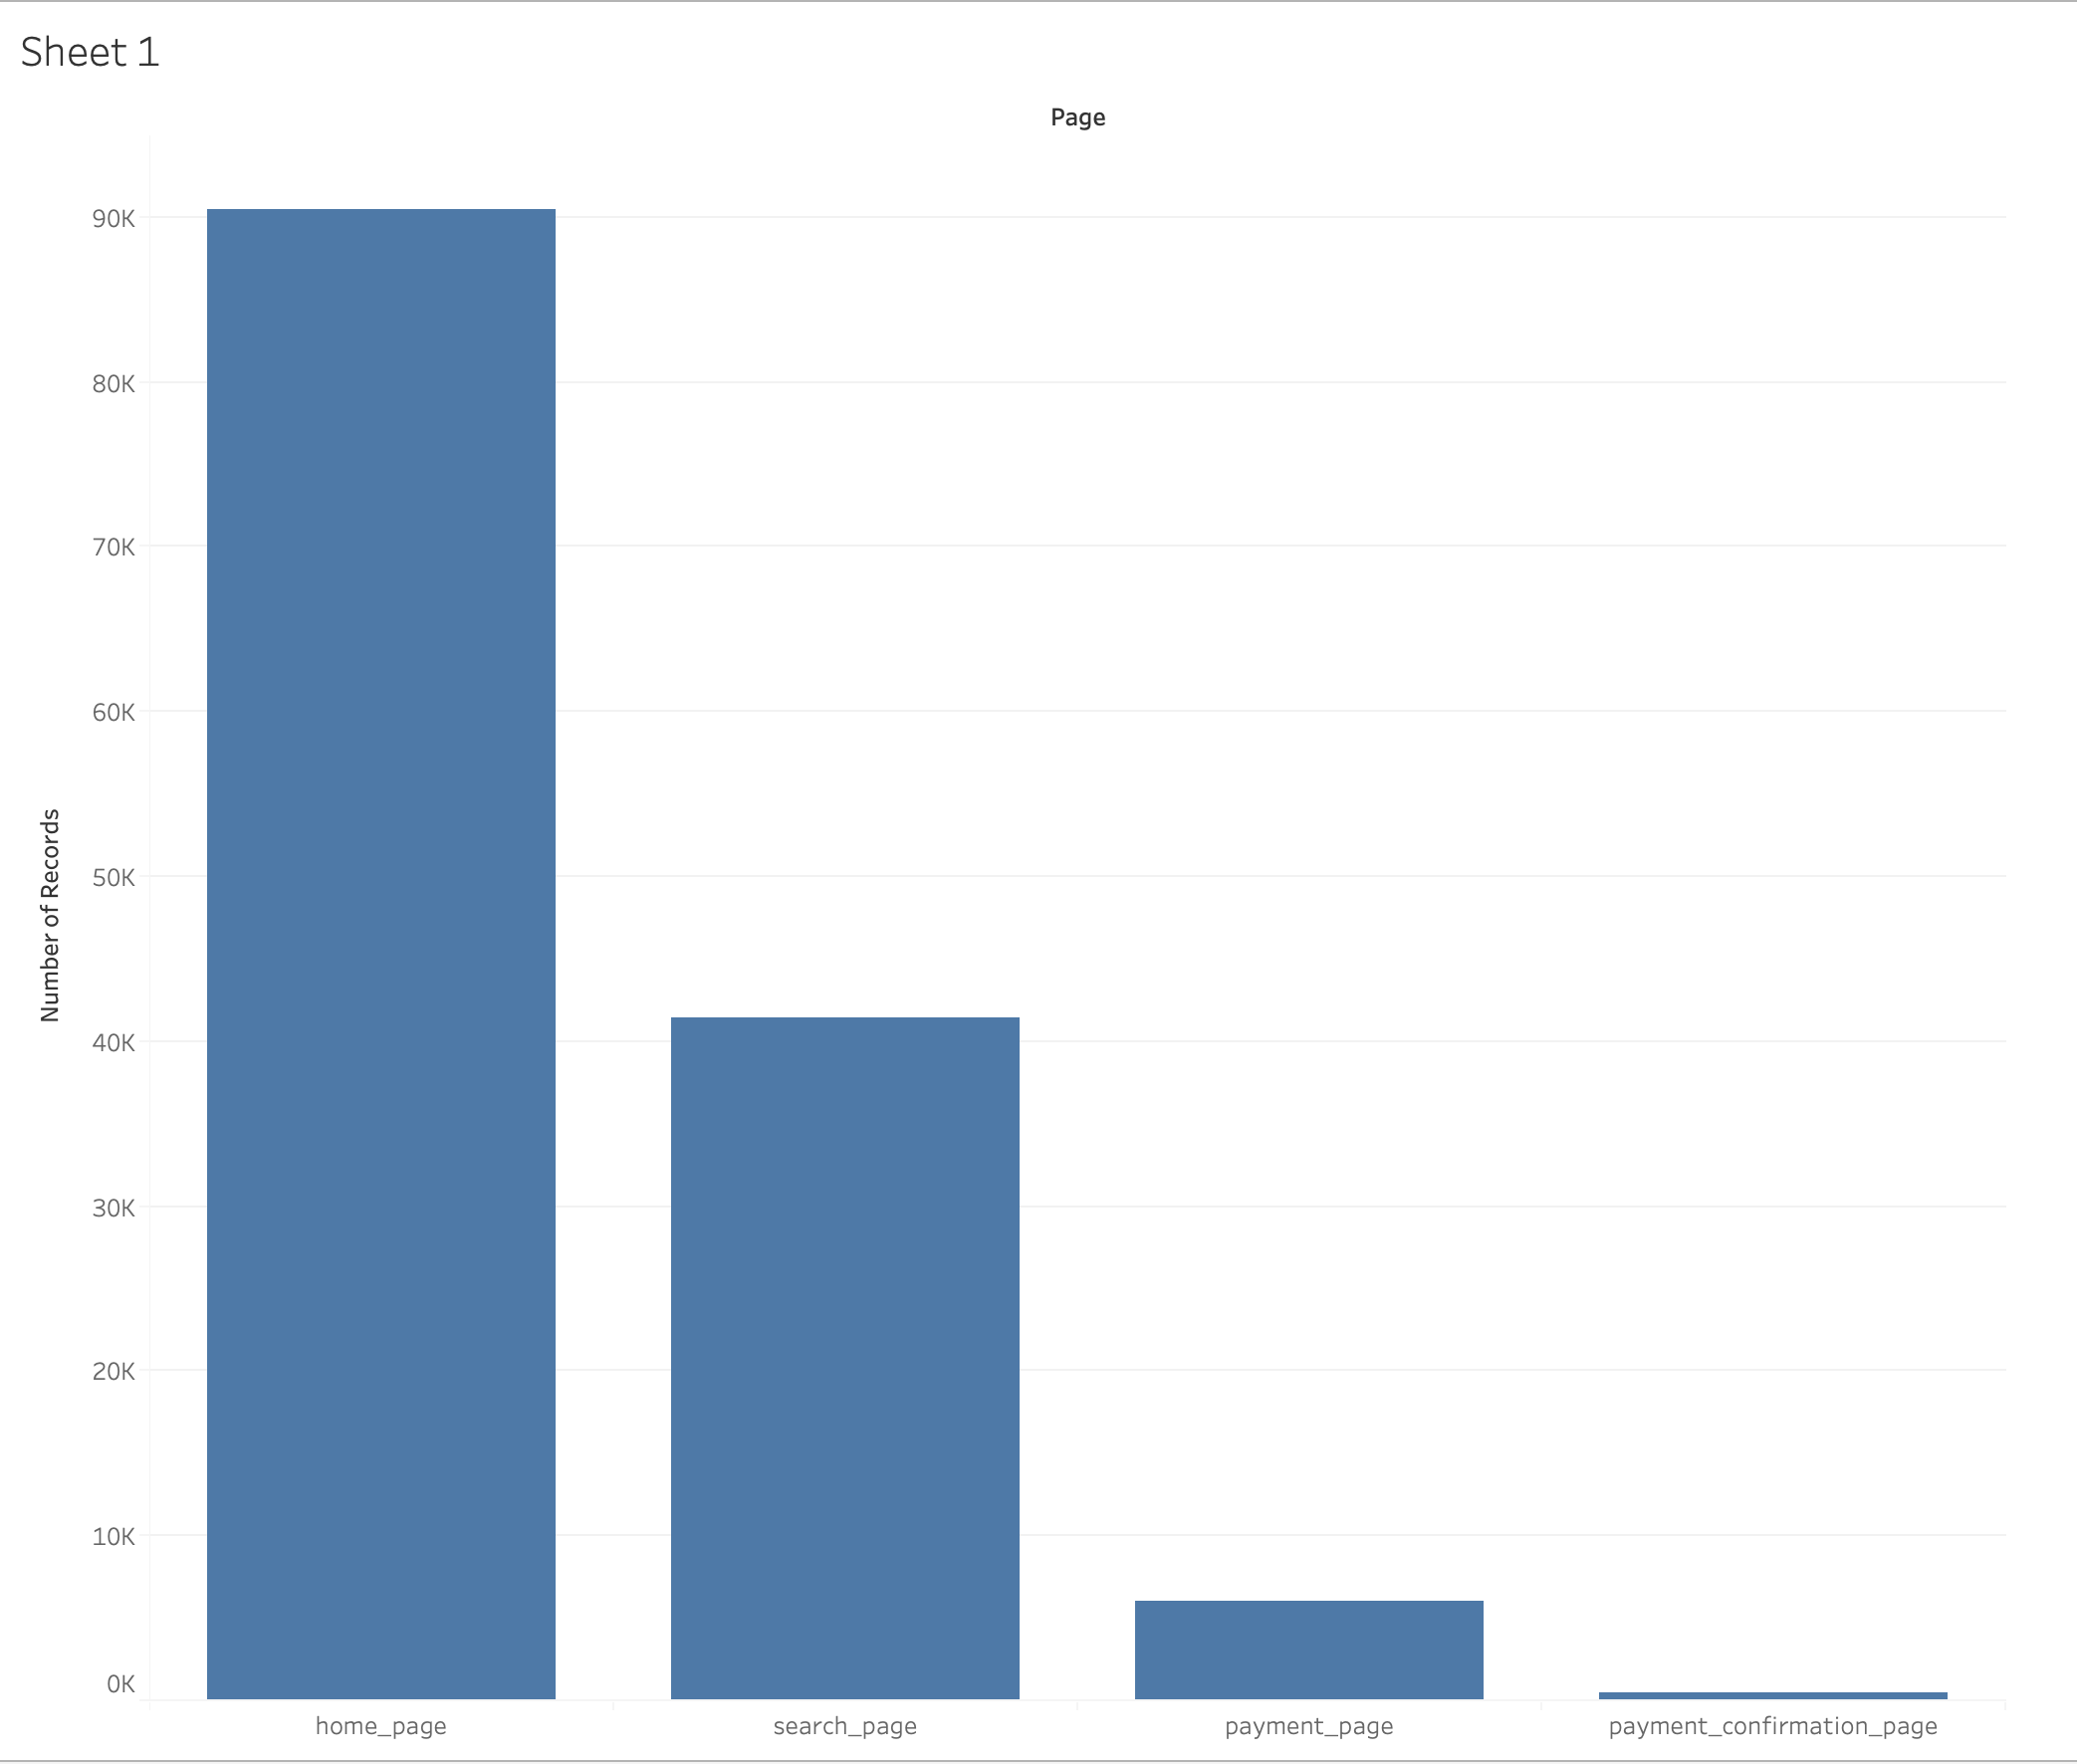 Sheet 1
Page
90K
80K
70K
60K
50K
40K
30K
20K
10K
0K
Number of Records
home_page
search_page
payment_page
payment_confirmation_page